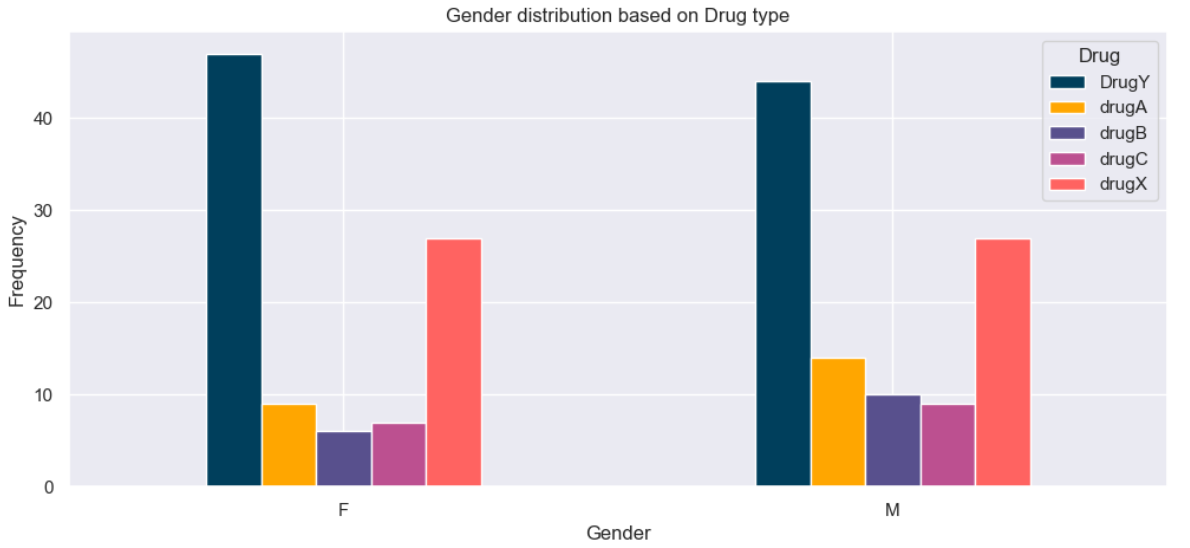 Gender distribution based on Drug type
Drug
DrugY
drugA
drugB
drugC
drugX
Frequency
40
30
20
10
0
F
M
Gender